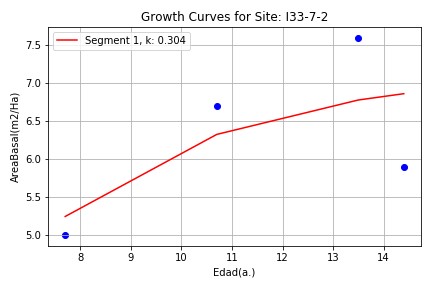 Growth Curves for Site: I33-7-2
Segment 1, k: 0.304
AreaBasal(m2/Ha)
7.5
7.0
6.5
6.0
5.5
5.0
8 9 10 11 12 13 14
Edad(a.)